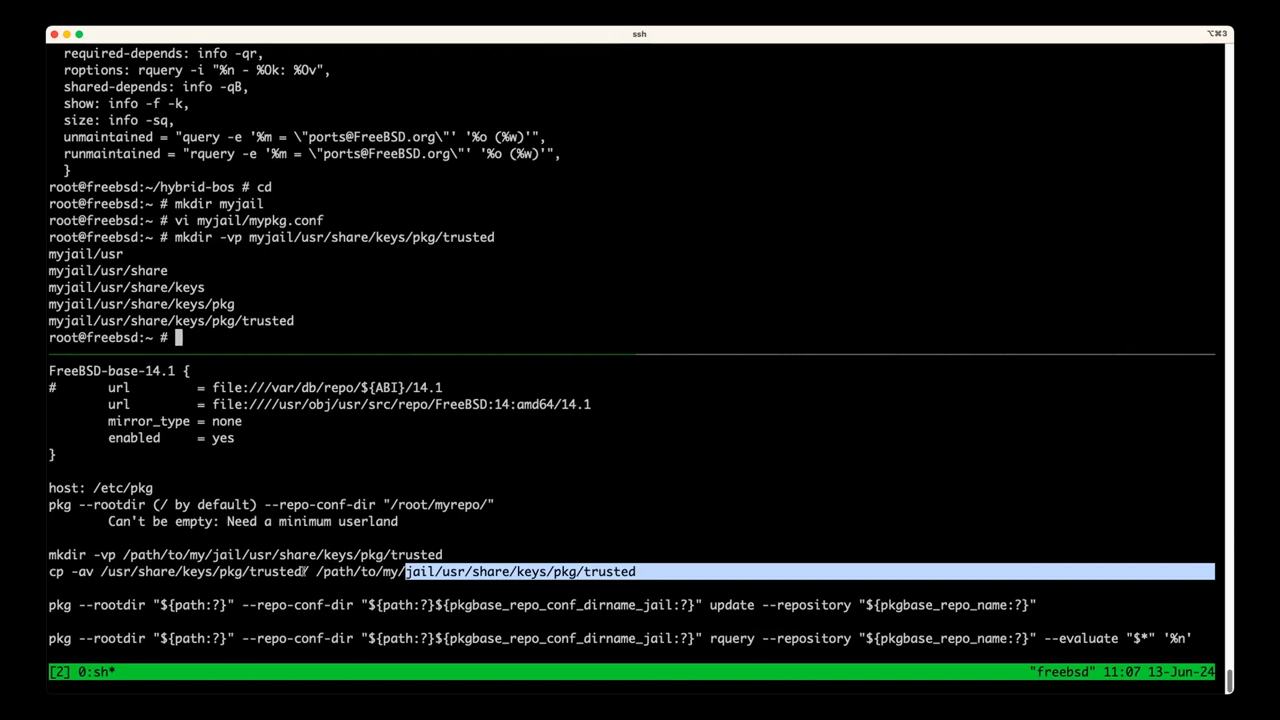 ssh
⌥⌘3
required-depends: info -qr,
roptions: rquery -i "%n - %Ok: %Ov",
shared-depends: info -qB,
show: info -f -k,
size: info -sq,
unmaintained = "query -e '%m = \"ports@FreeBSD.org\"' '%o (%w)'",
runmaintained = "rquery -e '%m = \"ports@FreeBSD.org\"' '%o (%w)'",
}
root@freebsd:~/hybrid-bos # cd
root@freebsd:~ # mkdir myjail
root@freebsd:~ # vi myjail/mypkg.conf
root@freebsd:~ # mkdir -vp myjail/usr/share/keys/pkg/trusted
myjail/usr
myjail/usr/share
myjail/usr/share/keys
myjail/usr/share/keys/pkg
myjail/usr/share/keys/pkg/trusted
root@freebsd:~ #
FreeBSD-base-14.1 {
# url = file:///var/db/repo/${ABI}/14.1
url = file:////usr/obj/usr/src/repo/FreeBSD:14:amd64/14.1
mirror_type = none
enabled = yes
}
host: /etc/pkg
pkg --rootdir (/ by default) --repo-conf-dir "/root/myrepo/"
Can't be empty: Need a minimum userland
mkdir -vp /path/to/my/jail/usr/share/keys/pkg/trusted
cp -av /usr/share/keys/pkg/trusted/ /path/to/my/jail/usr/share/keys/pkg/trusted
pkg --rootdir "${path:?}" --repo-conf-dir "${path:?}${pkgbase_repo_conf_dirname_jail:?}" update --repository "${pkgbase_repo_name:?}"
pkg --rootdir "${path:?}" --repo-conf-dir "${path:?}${pkgbase_repo_conf_dirname_jail:?}" rquery --repository "${pkgbase_repo_name:?}" --evaluate "$*" '%n'
[2] 0:sh* "freebsd" 11:07 13-Jun-24